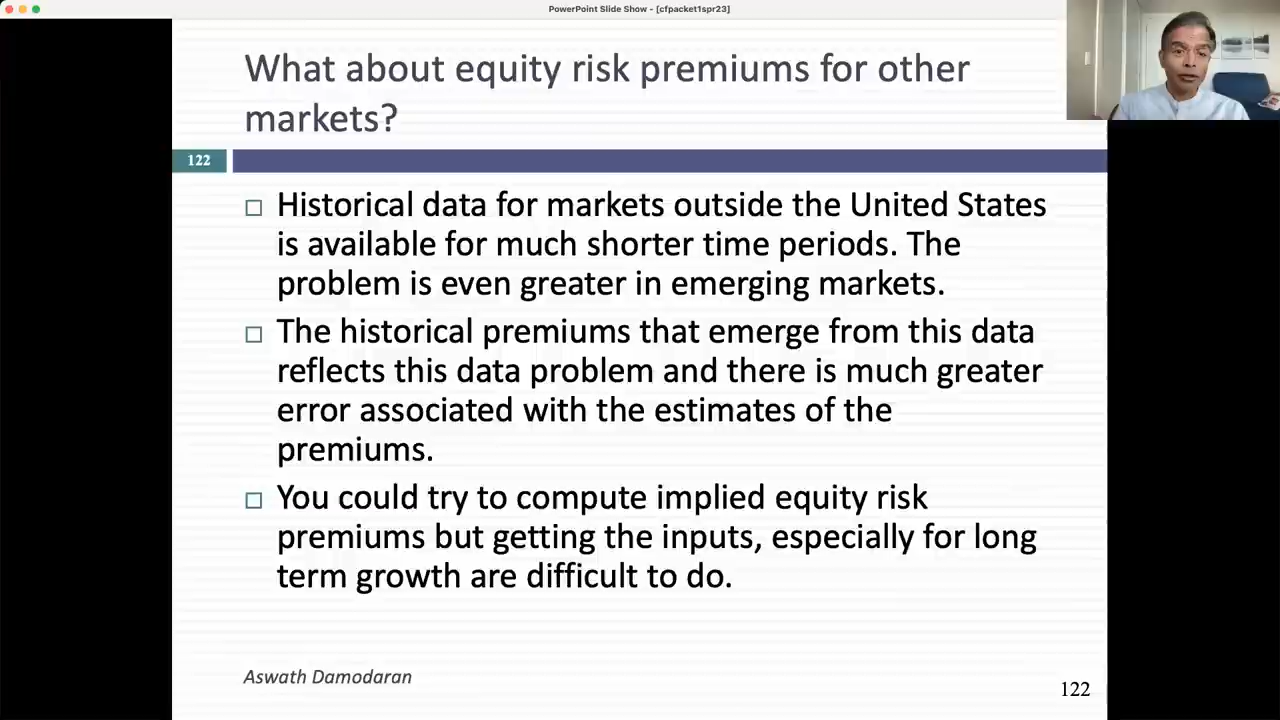 PowerPoint Slide Show - [cfpacket1spr23]
What about equity risk premiums for other
markets?
122
Historical data for markets outside the United States
is available for much shorter time periods. The
problem is even greater in emerging markets.
The historical premiums that emerge from this data
reflects this data problem and there is much greater
error associated with the estimates of the
premiums.
You could try to compute implied equity risk
premiums but getting the inputs, especially for long
term growth are difficult to do.
Aswath Damodaran
122